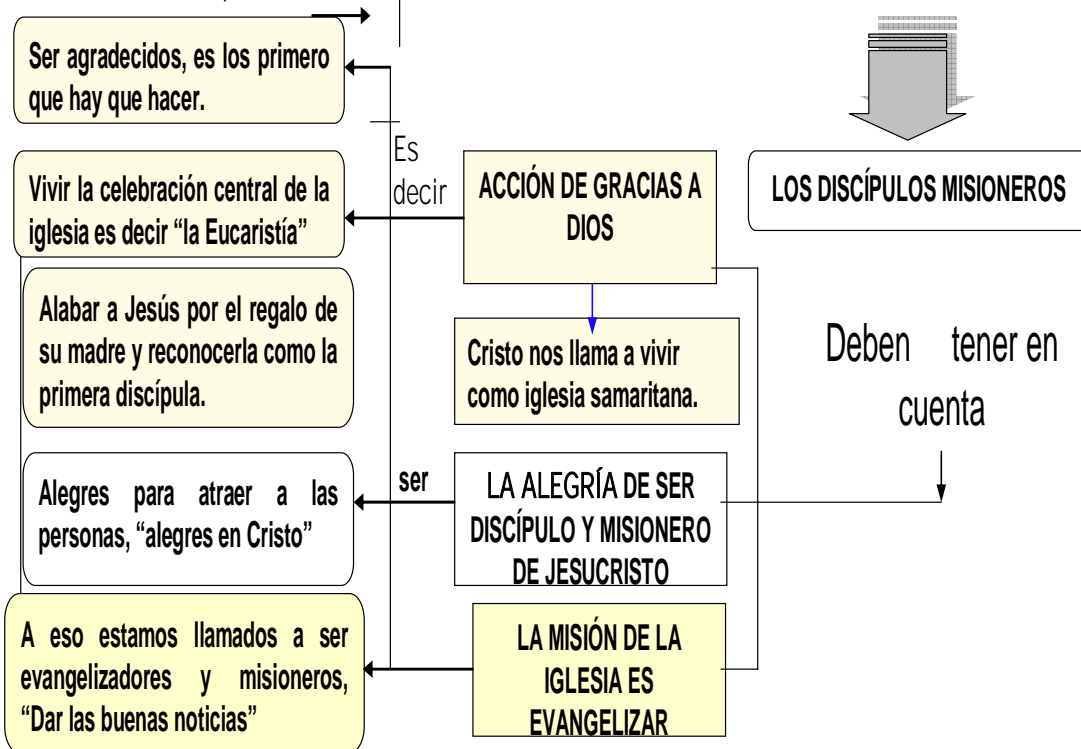 Ser agradecidos, es los primero
que hay que hacer.
Es
decir
Vivir la celebración central de la
iglesia es decir “la Eucaristía”
ACCIÓN DE GRACIAS A
DIOS
LOS DISCÍPULOS MISIONEROS
Alabar a Jesús por el regalo de
su madre y reconocerla como la
primera discípula.
Cristo nos llama a vivir
como iglesia samaritana.
Deben tener en
cuenta
Alegres para atraer a las
personas, “alegres en Cristo”
ser
LA ALEGRÍA DE SER
DISCÍPULO Y MISIONERO
DE JESUCRISTO
A eso estamos llamados a ser
evangelizadores y misioneros,
“Dar las buenas noticias”
LA MISIÓN DE LA
IGLESIA ES
EVANGELIZAR